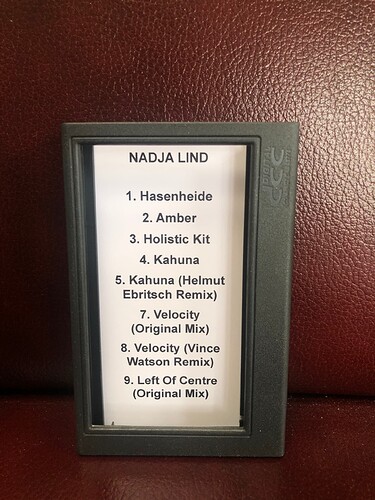 NADJA LIND
1. Hasenheide
2. Amber
3. Holistic Kit
4. Kahuna
5. Kahuna (Helmut
Ebritsch Remix)
7. Velocity
(Original Mix)
8. Velocity (Vince
Watson Remix)
9. Left Of Centre
(Original Mix)
DCC